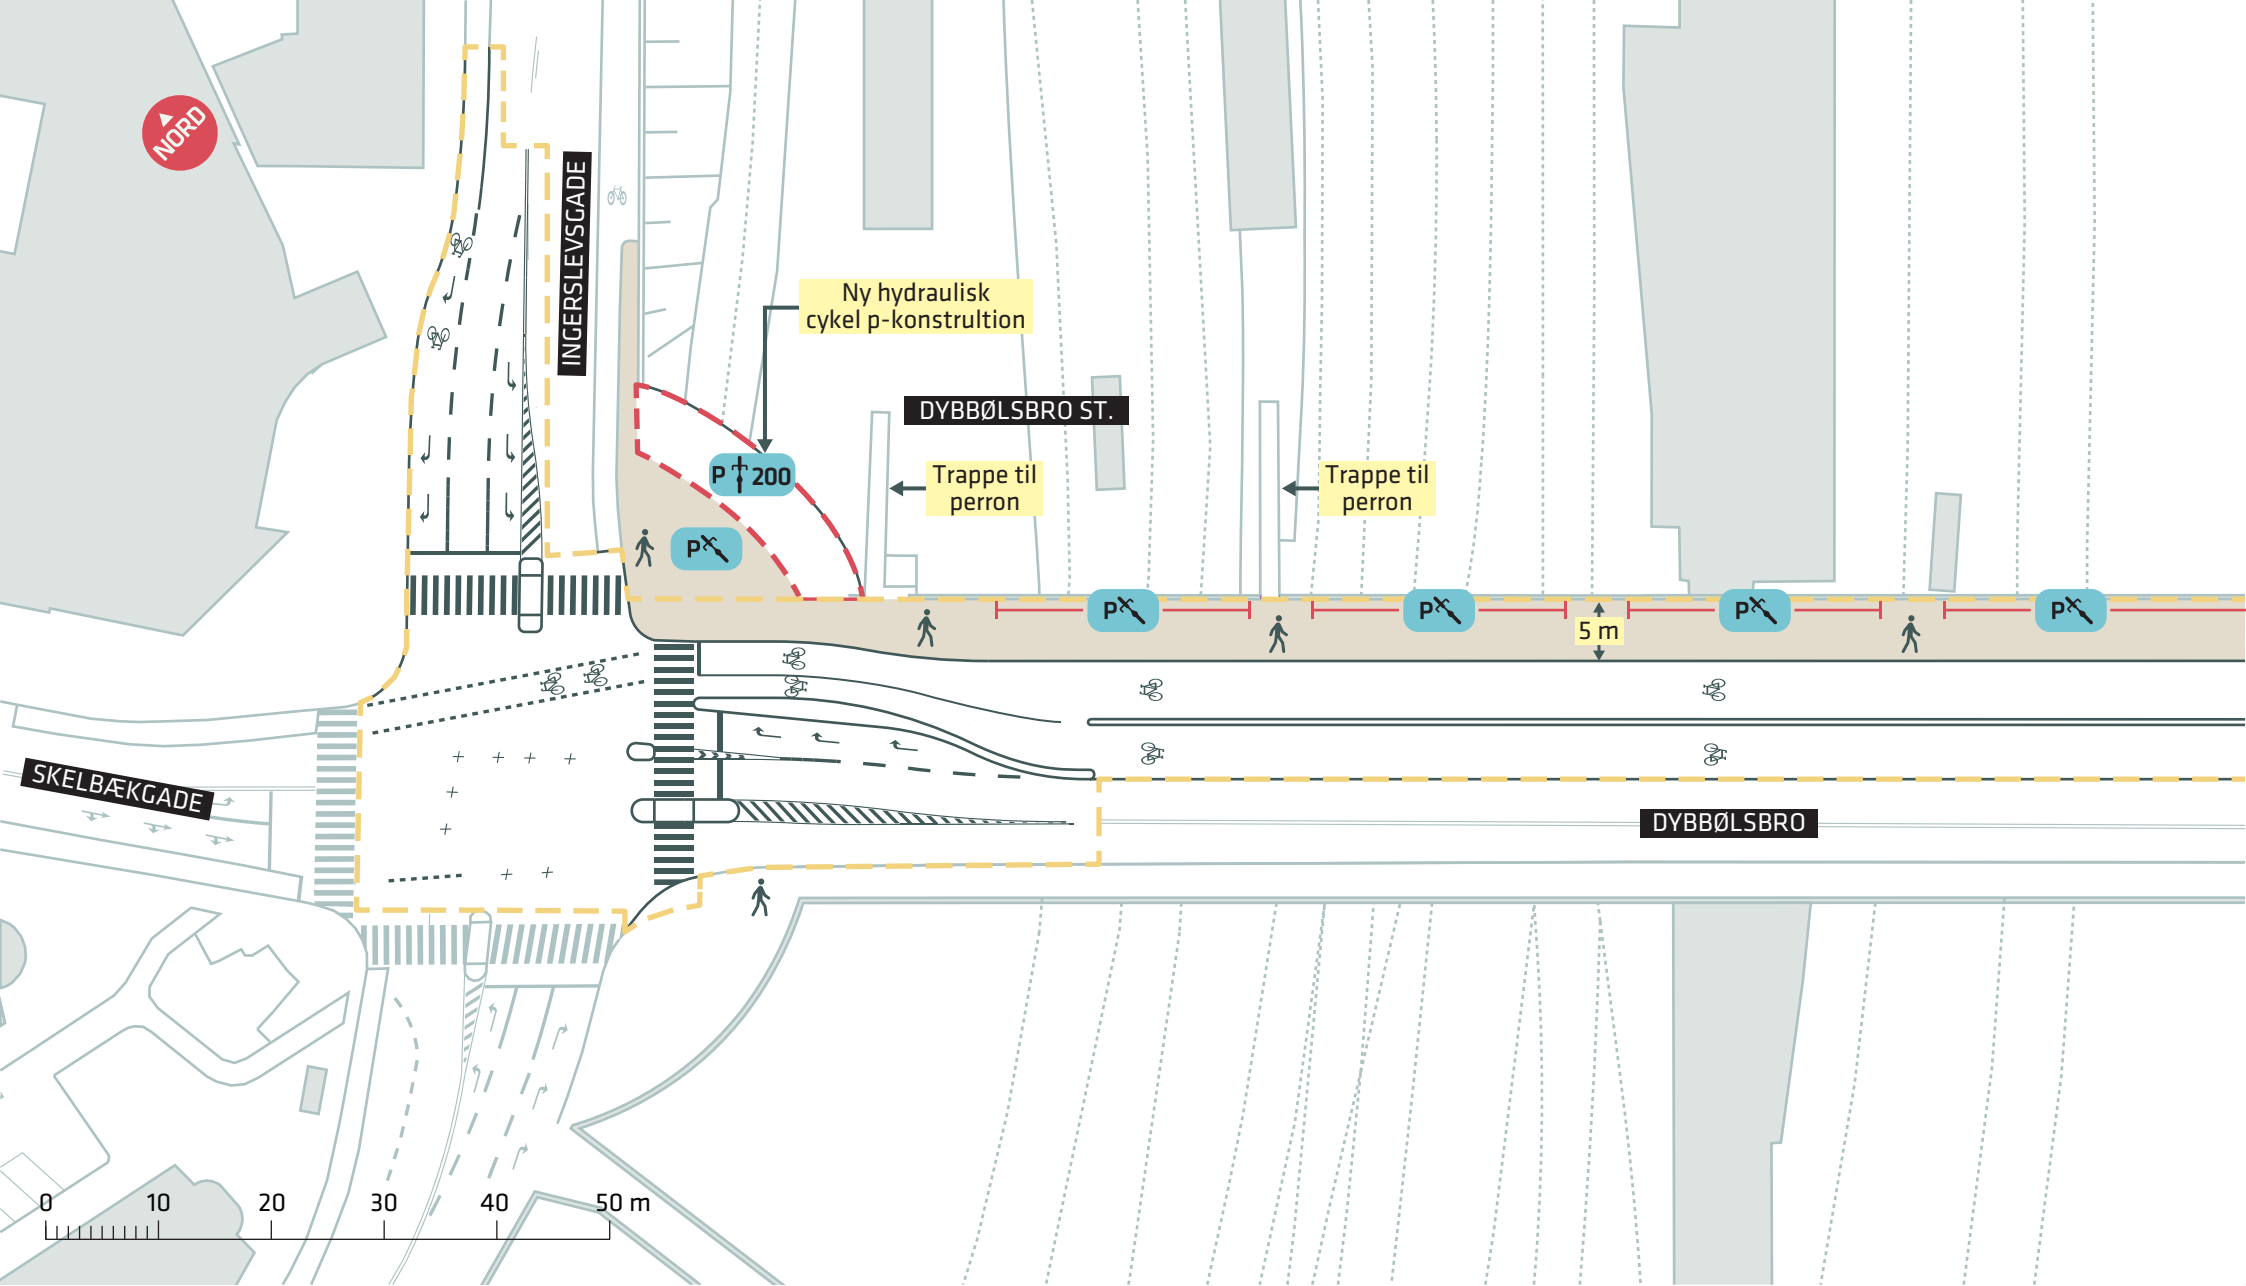 NORD
INGERSLEVSGADE
Ny hydraulisk
cykel p-konstrultion
DYBBØLSBRO ST.
P 200
Trappe til
perron
Trappe til
perron
P
P
P
P
P
5 m
SKELBÆKGADE
DYBBØLSBRO
0 10 20 30 40 50 m